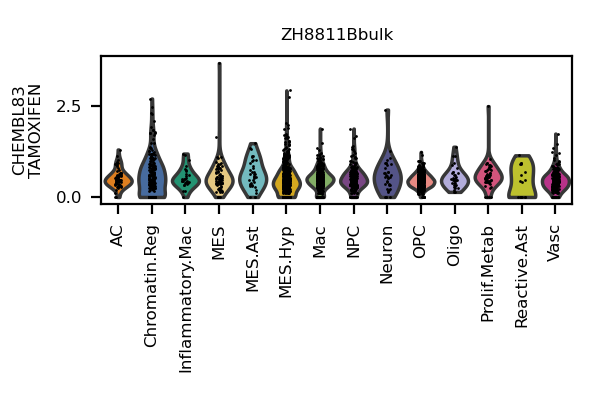 ZH8811Bbulk
CHEMBL83
TAMOXIFEN
2.5
0.0
AC
Chromatin.Reg
Inflammatory.Mac
MES
MES.Ast
MES.Hyp
Mac
NPC
Neuron
OPC
Oligo
Prolif.Metab
Reactive.Ast
Vasc